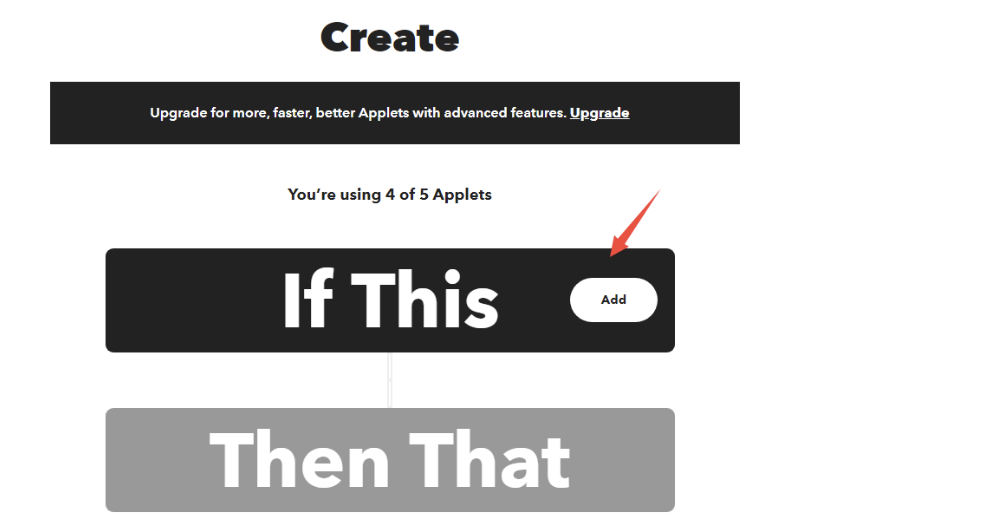 Create
Upgrade for more, faster, better Applets with advanced features. Upgrade
You’re using 4 of 5 Applets
If This
Add
Then That